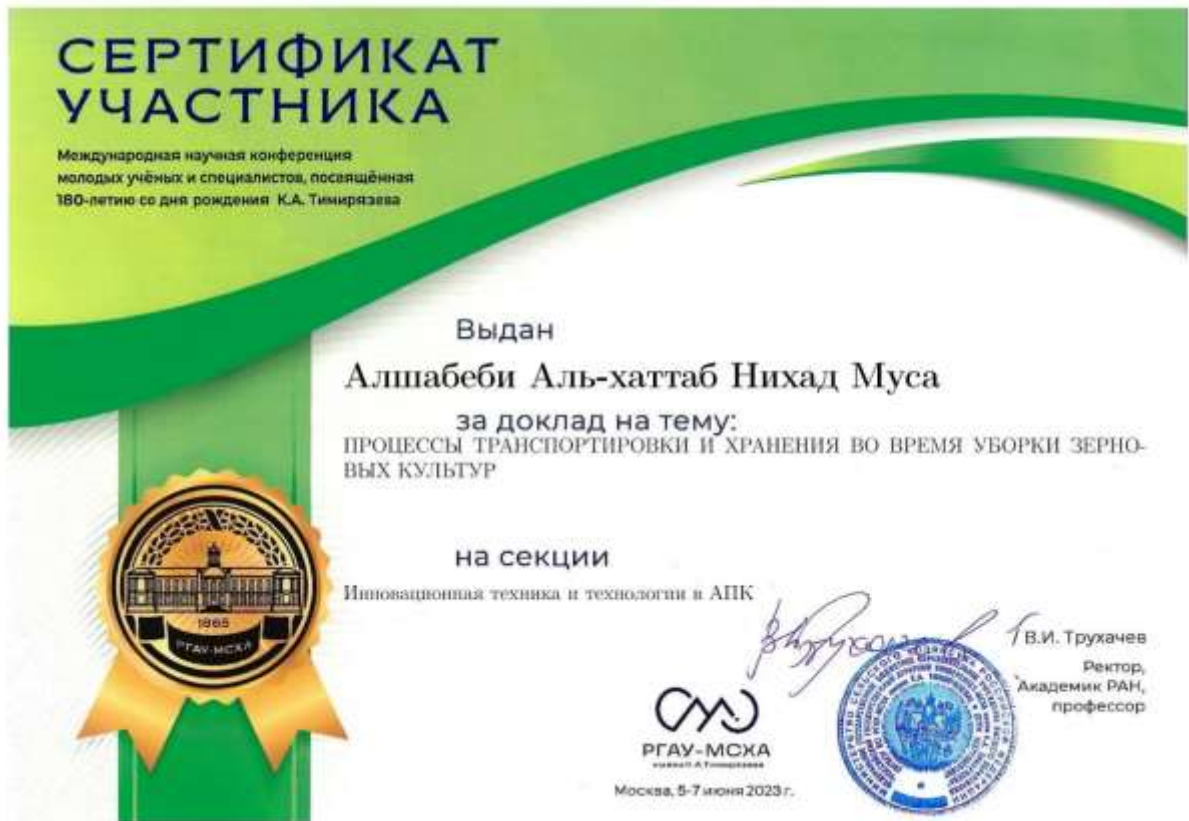 СЕРТИФИКАТ
УЧАСТНИКА
Международная научная конференция
молодых учёных и специалистов, посвящённая
180-летию со дня рождения К.А. Тимирязева
Выдан
Алшабеби Аль-хаттаб Нихад Муса
за доклад на тему:
ПРОЦЕССЫ ТРАНСПОРТИРОВКИ И ХРАНЕНИЯ ВО ВРЕМЯ УБОРКИ ЗЕРНО-
ВЫХ КУЛЬТУР
на секции
Инновационная техника и технологии в АПК
1865
РГАУ-МСХА
В.И. Трухачев
Ректор,
Академик РАН,
профессор
РГАУ-МСХА
имени К.А. Тимирязева
Москва, 5-7 июня 2023 г.